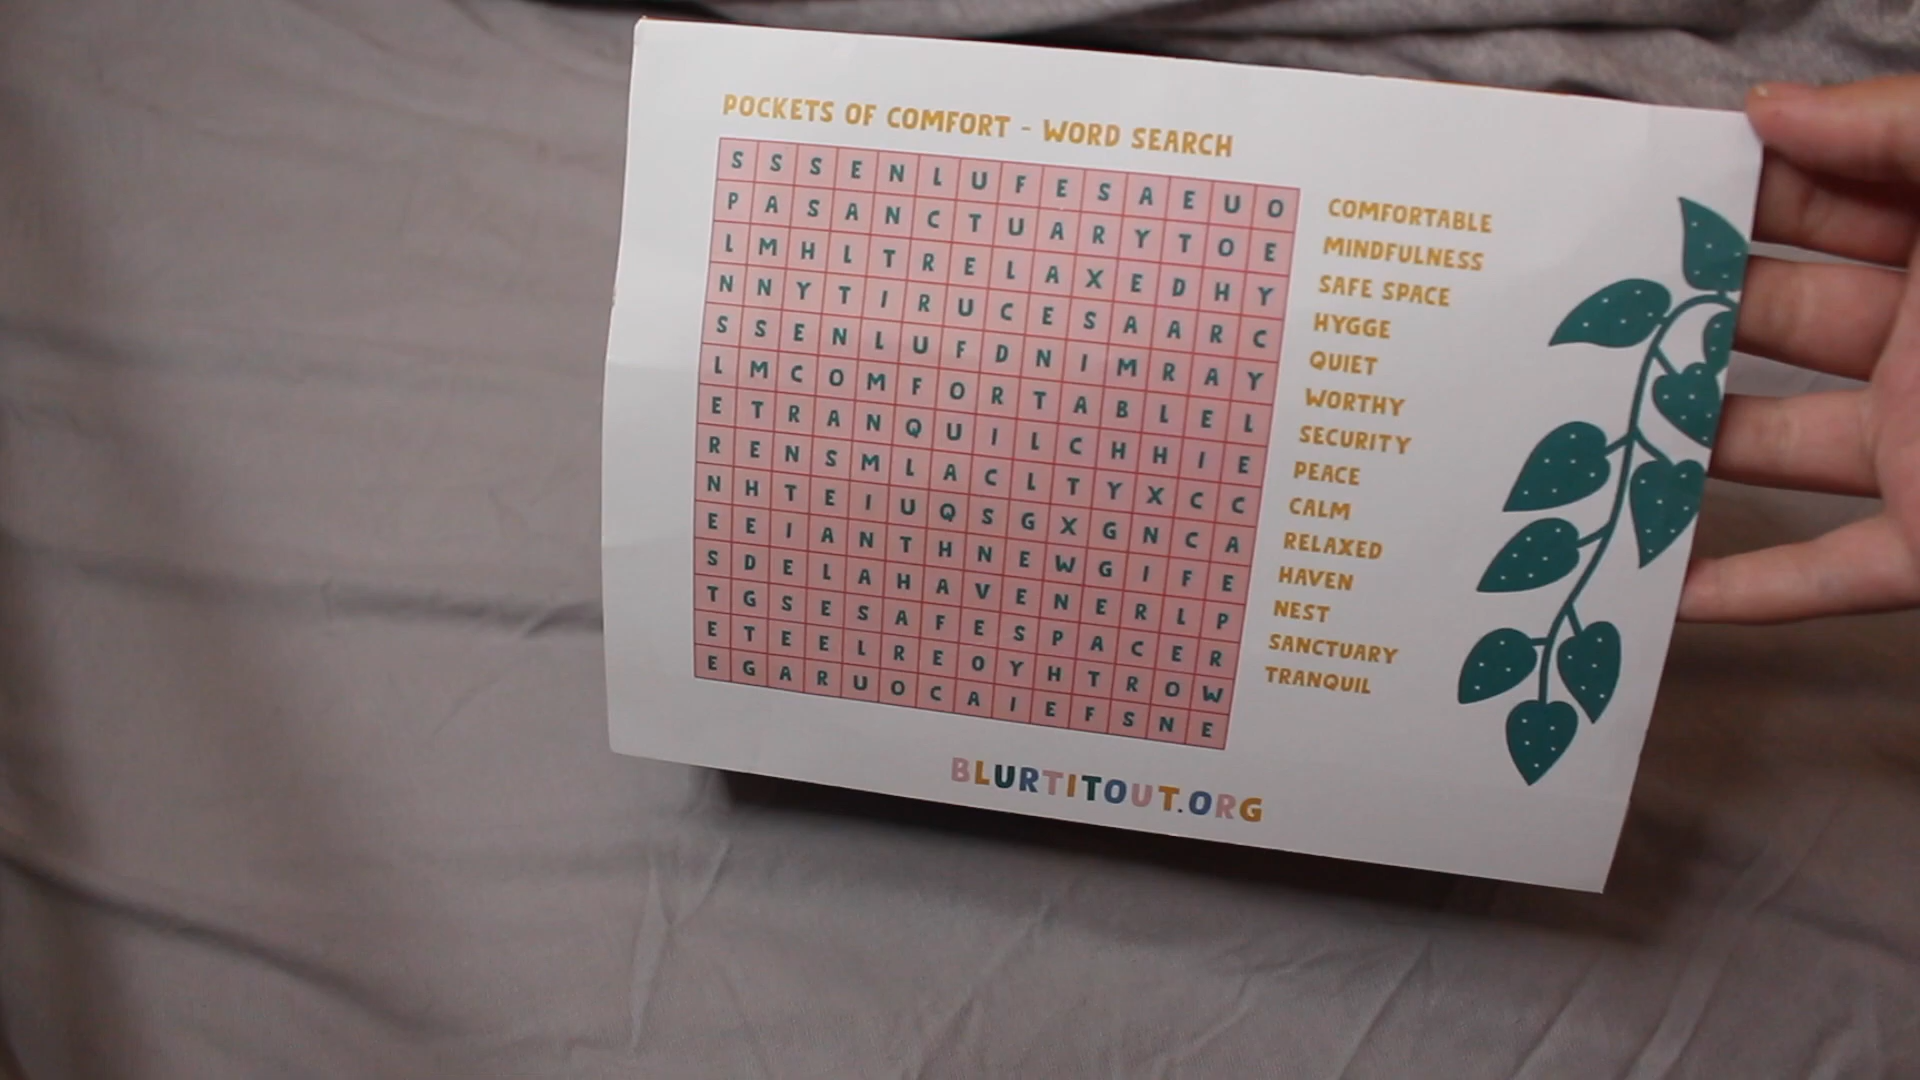 POCKETS OF COMFORT - WORD SEARCH
S S S E N L U F E S A E U O
P A S A N C T U A R Y T O E
L M H L T R E L A X E D H Y
N N Y T I R U C E S A A R C
S S E N L U F D N I M R A Y
L M C O M F O R T A B L E L
E T R A N Q U I L C H H I E
R E N S M L A C L T Y X C C
N H T E I U Q S G X G N C A
E E I A N T H N E W G I F E
S D E L A H A V E N E R L P
T G S E S A F E S P A C E R
E T E E L R E O Y H T R O W
E G A R U O C A I E F S N E
COMFORTABLE
MINDFULNESS
SAFE SPACE
HYGGE
QUIET
WORTHY
SECURITY
PEACE
CALM
RELAXED
HAVEN
NEST
SANCTUARY
TRANQUIL
BLURTITOUT.ORG